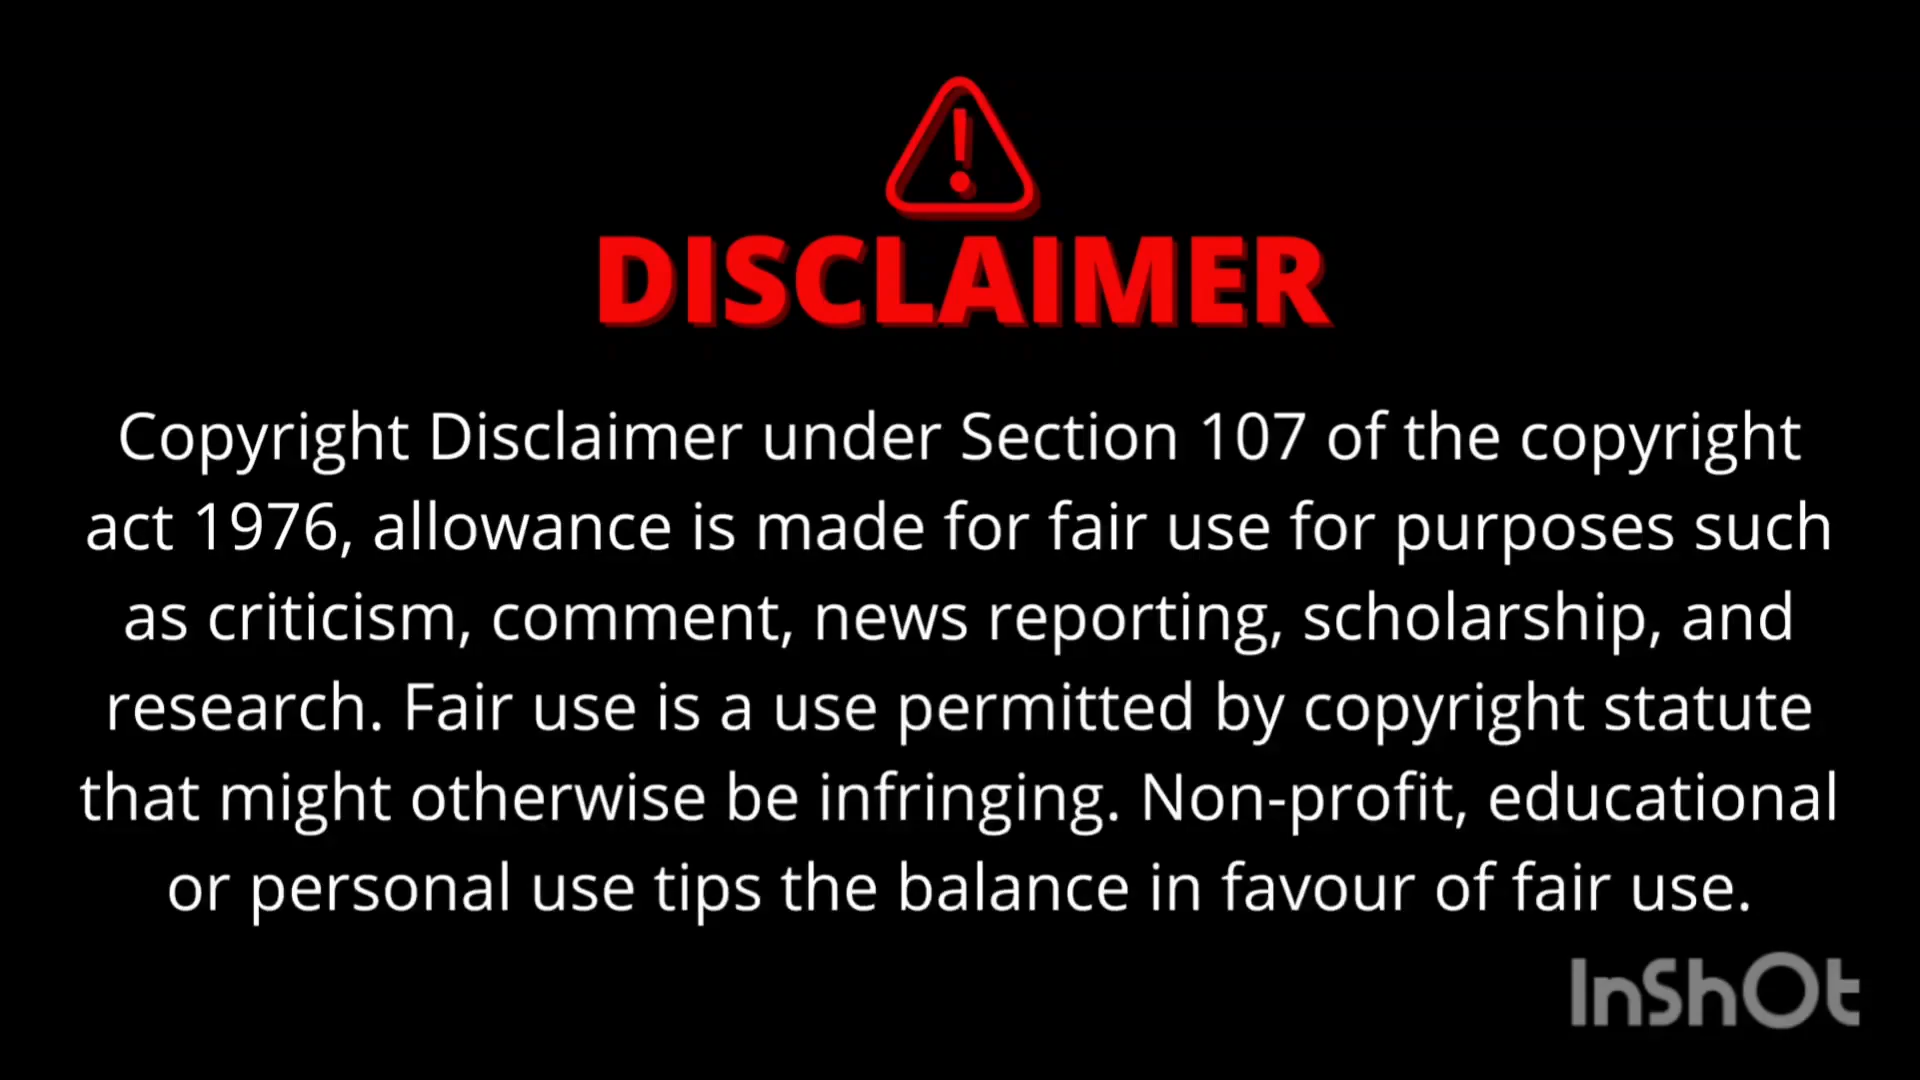 DISCLAIMER
Copyright Disclaimer under Section 107 of the copyright
act 1976, allowance is made for fair use for purposes such
as criticism, comment, news reporting, scholarship, and
research. Fair use is a use permitted by copyright statute
that might otherwise be infringing. Non-profit, educational
or personal use tips the balance in favour of fair use.
InShOt